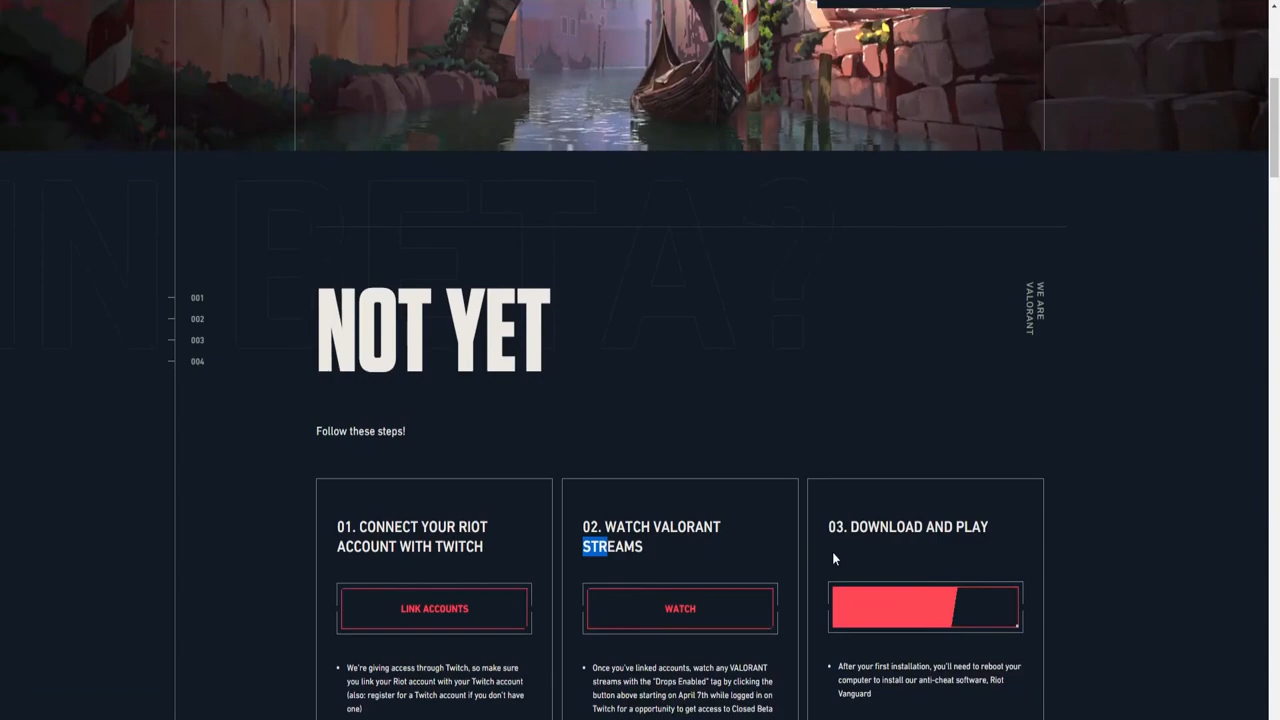 IN BETA?
001
002
003
004
NOT YET
WE ARE
VALORANT
Follow these steps!
01. CONNECT YOUR RIOT
ACCOUNT WITH TWITCH
LINK ACCOUNTS
• We're giving access through Twitch, so make sure
you link your Riot account with your Twitch account
(also: register for a Twitch account if you don't have
one)
02. WATCH VALORANT
STREAMS
WATCH
• Once you've linked accounts, watch any VALORANT
streams with the "Drops Enabled" tag by clicking the
button above starting on April 7th while logged in on
Twitch for a opportunity to get access to Closed Beta
03. DOWNLOAD AND PLAY
• After your first installation, you'll need to reboot your
computer to install our anti-cheat software, Riot
Vanguard